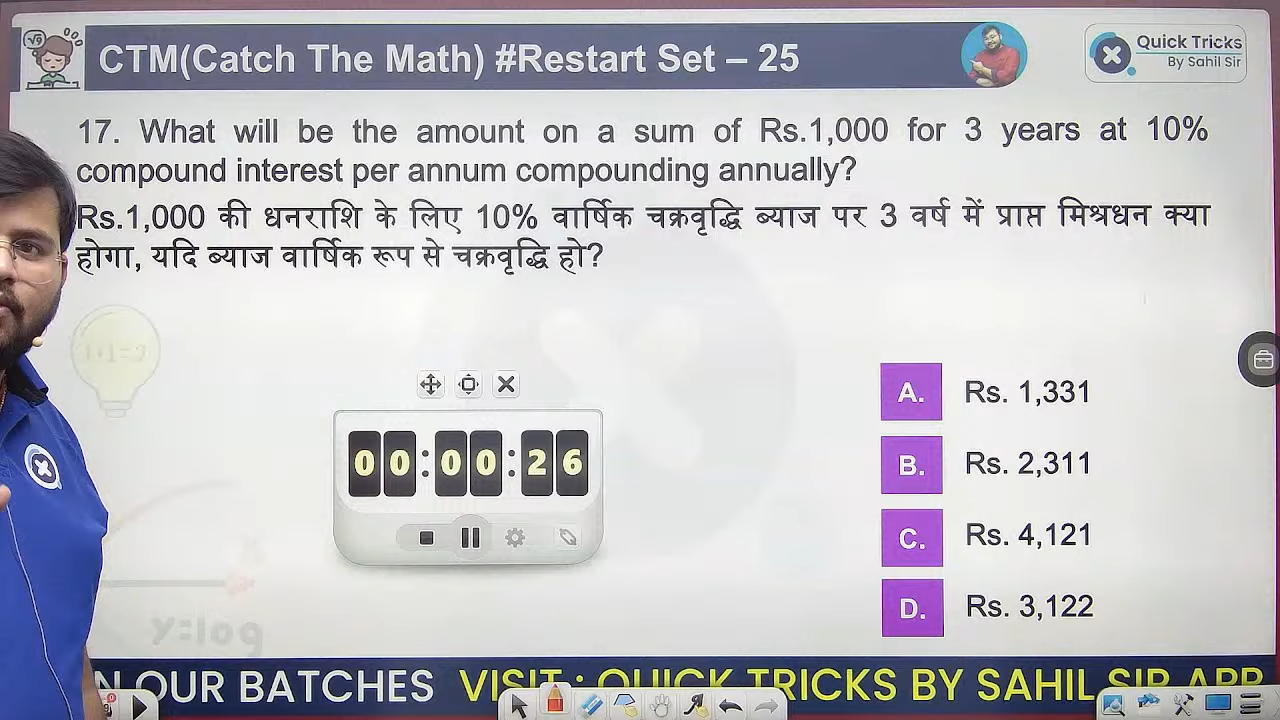 CTM(Catch The Math) #Restart Set – 25
Quick Tricks
By Sahil Sir
17. What will be the amount on a sum of Rs.1,000 for 3 years at 10%
compound interest per annum compounding annually?
Rs.1,000 की धनराशि के लिए 10% वार्षिक चक्रवृद्धि ब्याज पर 3 वर्ष में प्राप्त मिश्रधन क्या
होगा, यदि ब्याज वार्षिक रूप से चक्रवृद्धि हो?
1+1=?
00:00:26
A. Rs. 1,331
B. Rs. 2,311
C. Rs. 4,121
D. Rs. 3,122
y=log
N OUR BATCHES VISIT : QUICK TRICKS BY SAHIL SIR APP